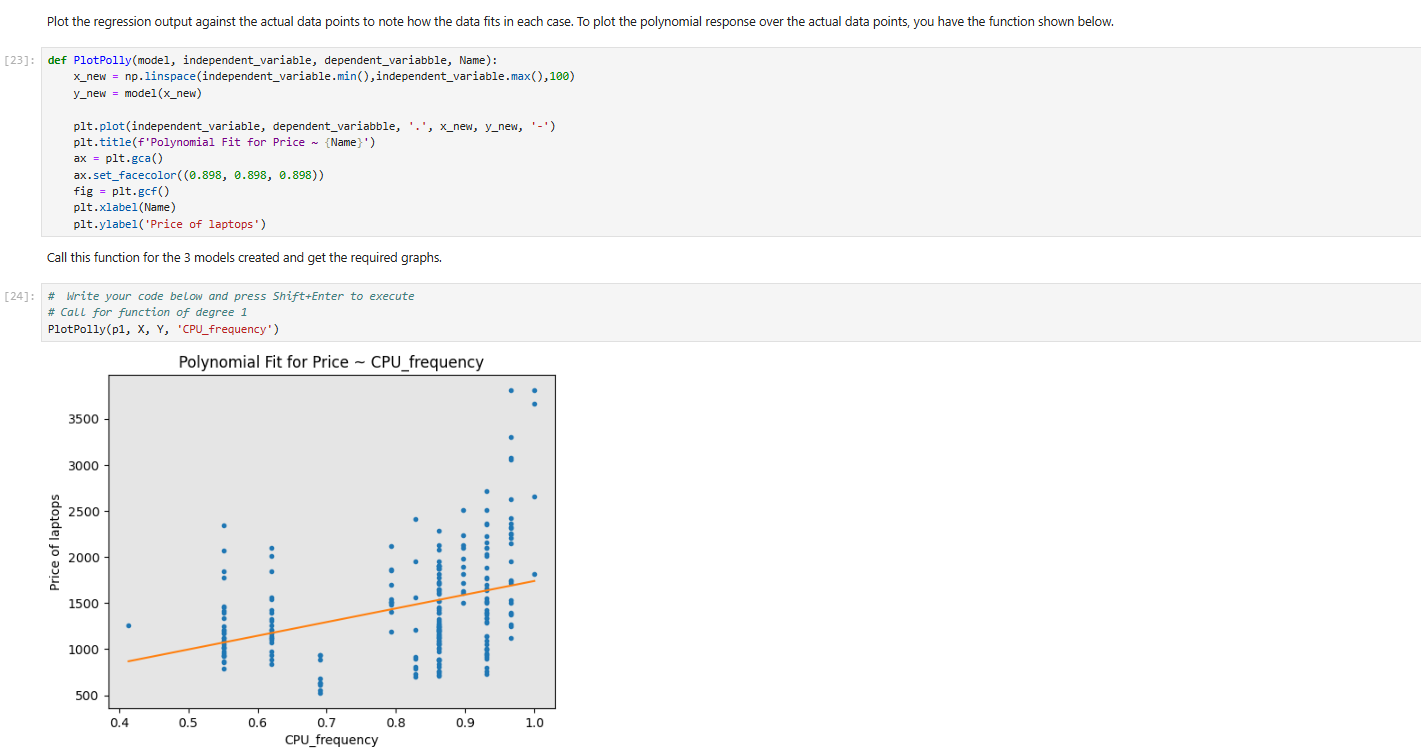 Plot the regression output against the actual data points to note how the data fits in each case. To plot the polynomial response over the actual data points, you have the function shown below.
[23]: def PlotPolly(model, independent_variable, dependent_variabble, Name):
    x_new = np.linspace(independent_variable.min(),independent_variable.max(),100)
    y_new = model(x_new)
    plt.plot(independent_variable, dependent_variabble, '.', x_new, y_new, '-')
    plt.title(f'Polynomial Fit for Price ~ {Name}')
    ax = plt.gca()
    ax.set_facecolor((0.898, 0.898, 0.898))
    fig = plt.gcf()
    plt.xlabel(Name)
    plt.ylabel('Price of laptops')
Call this function for the 3 models created and get the required graphs.
[24]: #  Write your code below and press Shift+Enter to execute
# Call for function of degree 1
PlotPolly(p1, X, Y, 'CPU_frequency')
Polynomial Fit for Price ~ CPU_frequency
Price of laptops
3500
3000
2500
2000
1500
1000
500
0.4 0.5 0.6 0.7 0.8 0.9 1.0
CPU_frequency